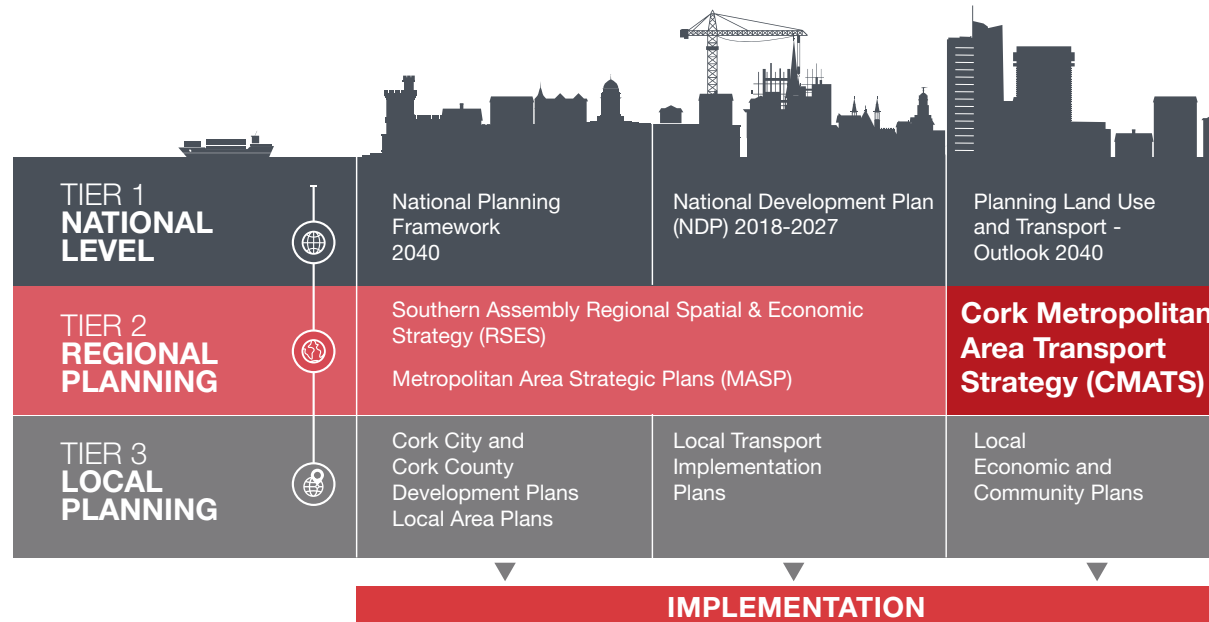 TIER 1
NATIONAL
LEVEL
National Planning
Framework
2040
National Development Plan
(NDP) 2018-2027
Planning Land Use
and Transport -
Outlook 2040
TIER 2
REGIONAL
PLANNING
Southern Assembly Regional Spatial & Economic
Strategy (RSES)
Metropolitan Area Strategic Plans (MASP)
Cork Metropolitan
Area Transport
Strategy (CMATS)
TIER 3
LOCAL
PLANNING
Cork City and
Cork County
Development Plans
Local Area Plans
Local Transport
Implementation
Plans
Local
Economic and
Community Plans
IMPLEMENTATION